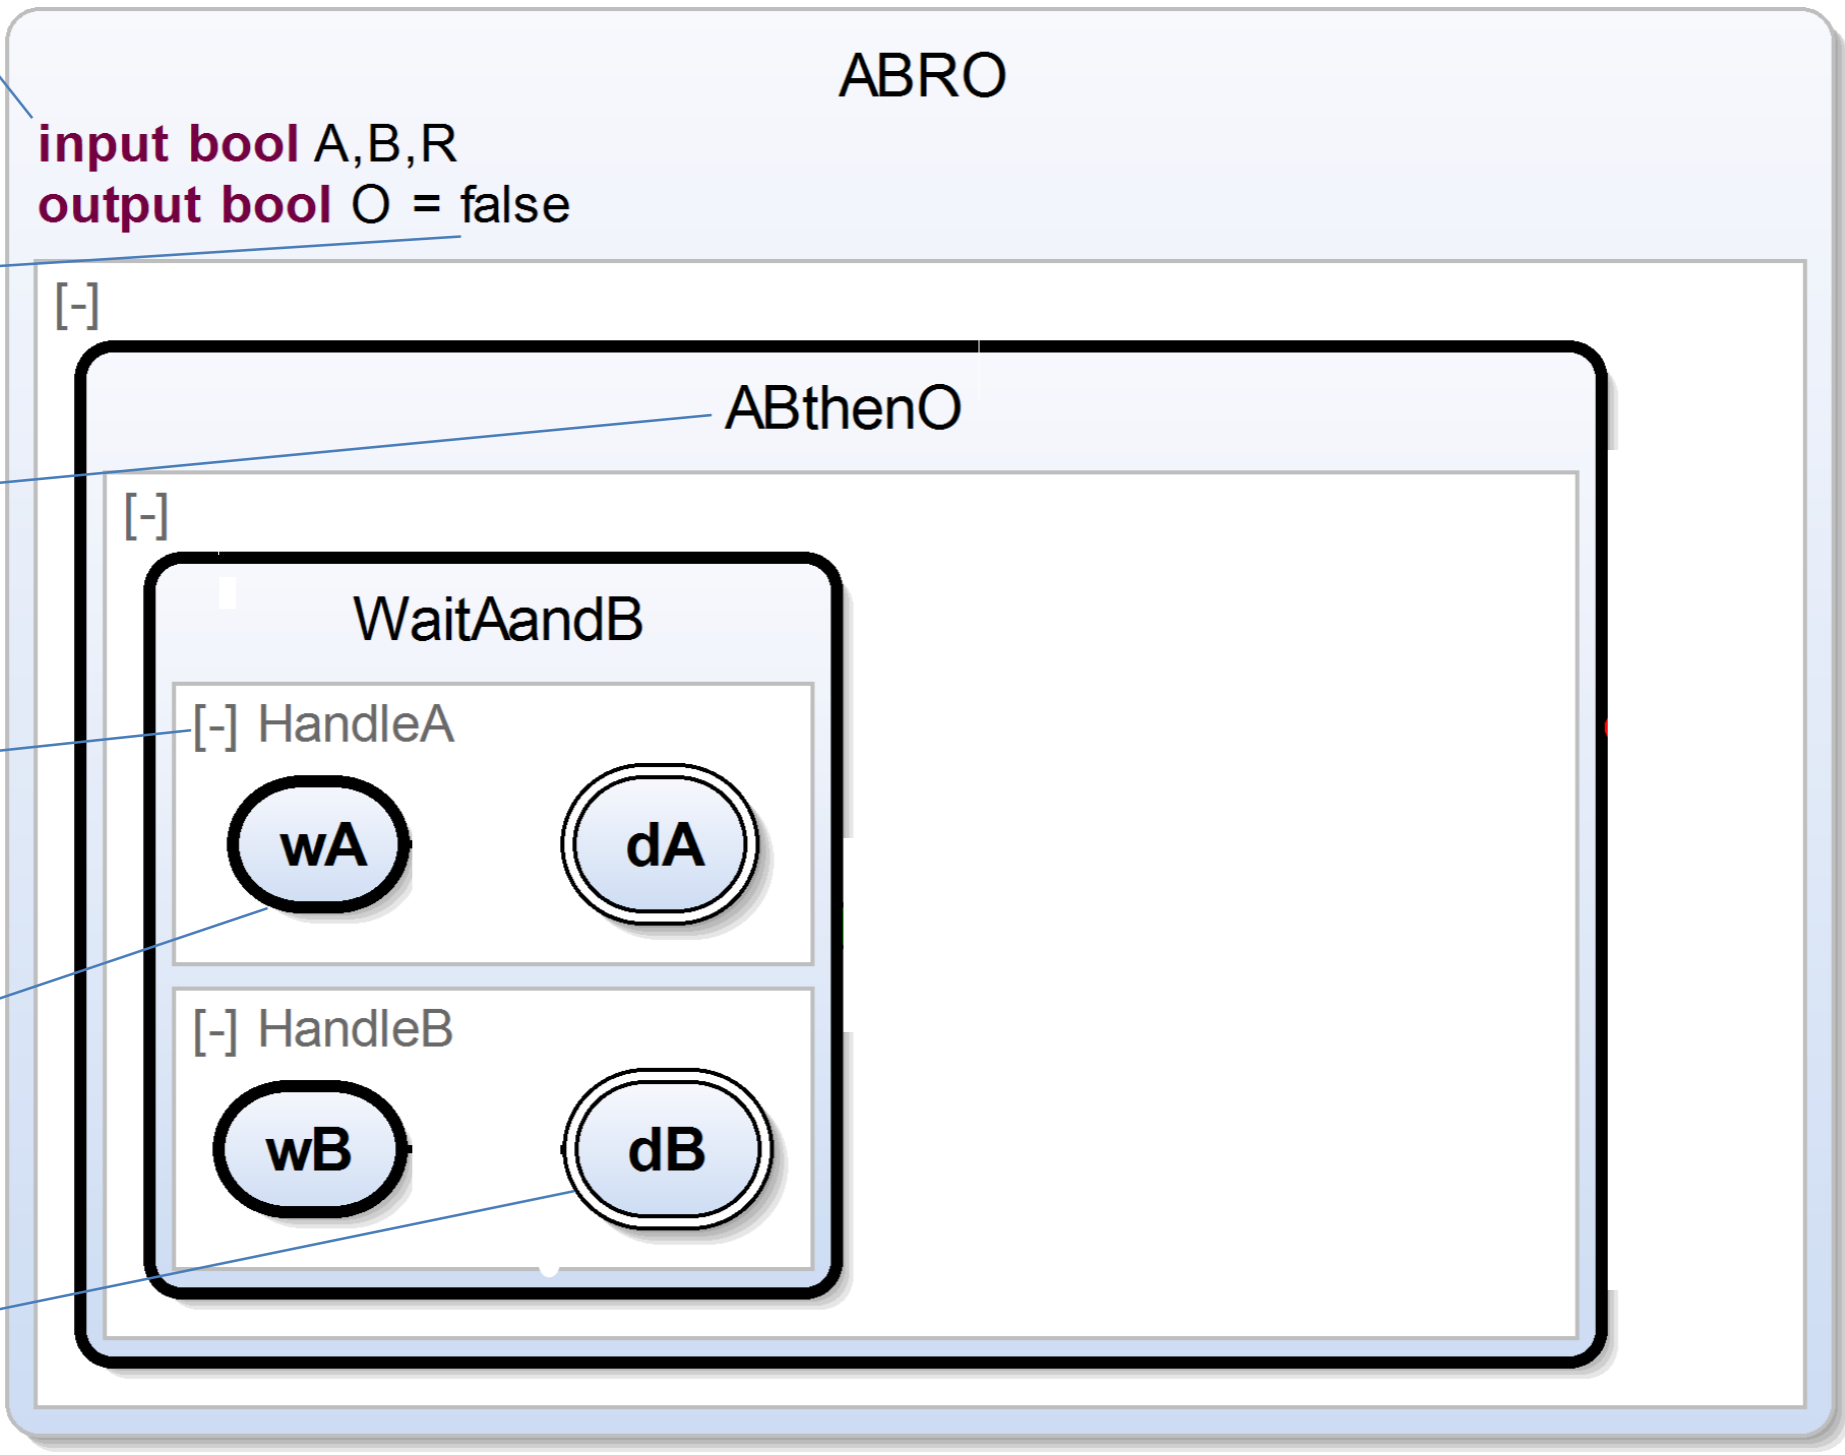 ABRO
input bool A,B,R
output bool O = false
[-]
ABthenO
[-]
WaitAandB
[-] HandleA
wA dA
[-] HandleB
wB dB